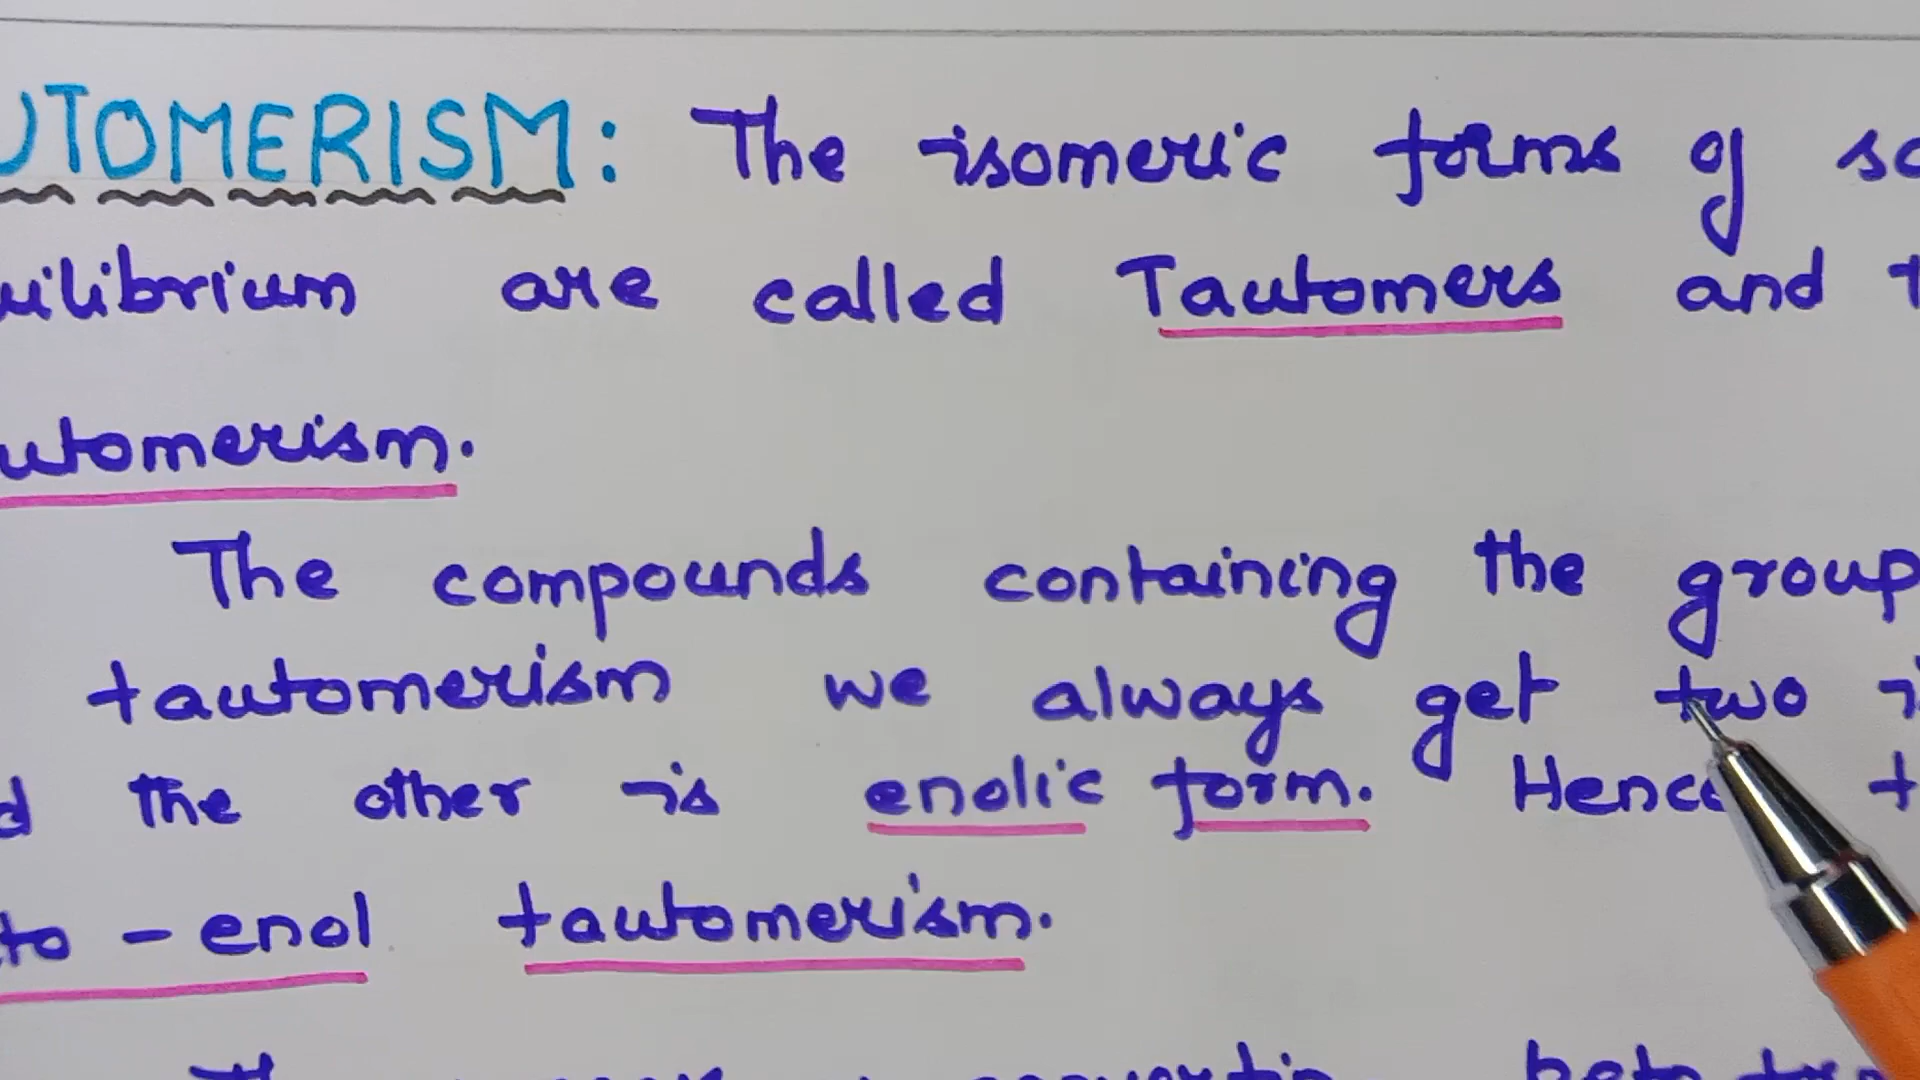 UTOMERISM: The isomeric forms of so
uilibrium are called Tautomers and t
utomerism.
The compounds containing the group
tautomerism we always get two i
d the other is enolic form. Hence t
to - enol tautomerism.